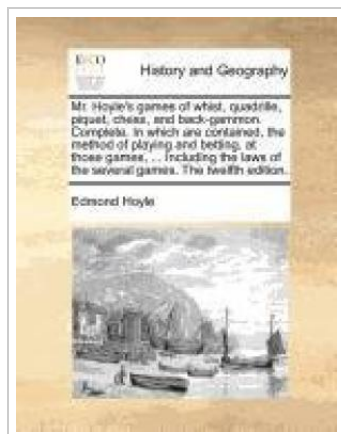 ECCO
History and Geography
Mr. Hoyle's games of whist, quadrille,
piquet, chess, and back-gammon.
Complete. In which are contained, the
method of playing and betting, at
those games, ... Including the laws of
the several games. The twelfth edition.
Edmond Hoyle